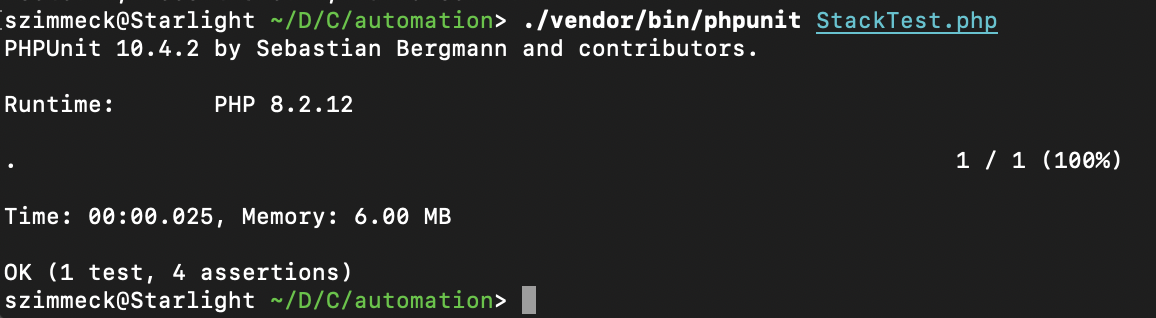 szimmeck@Starlight ~/D/C/automation> ./vendor/bin/phpunit StackTest.php
PHPUnit 10.4.2 by Sebastian Bergmann and contributors.
Runtime:       PHP 8.2.12
.                                                                   1 / 1 (100%)
Time: 00:00.025, Memory: 6.00 MB
OK (1 test, 4 assertions)
szimmeck@Starlight ~/D/C/automation>